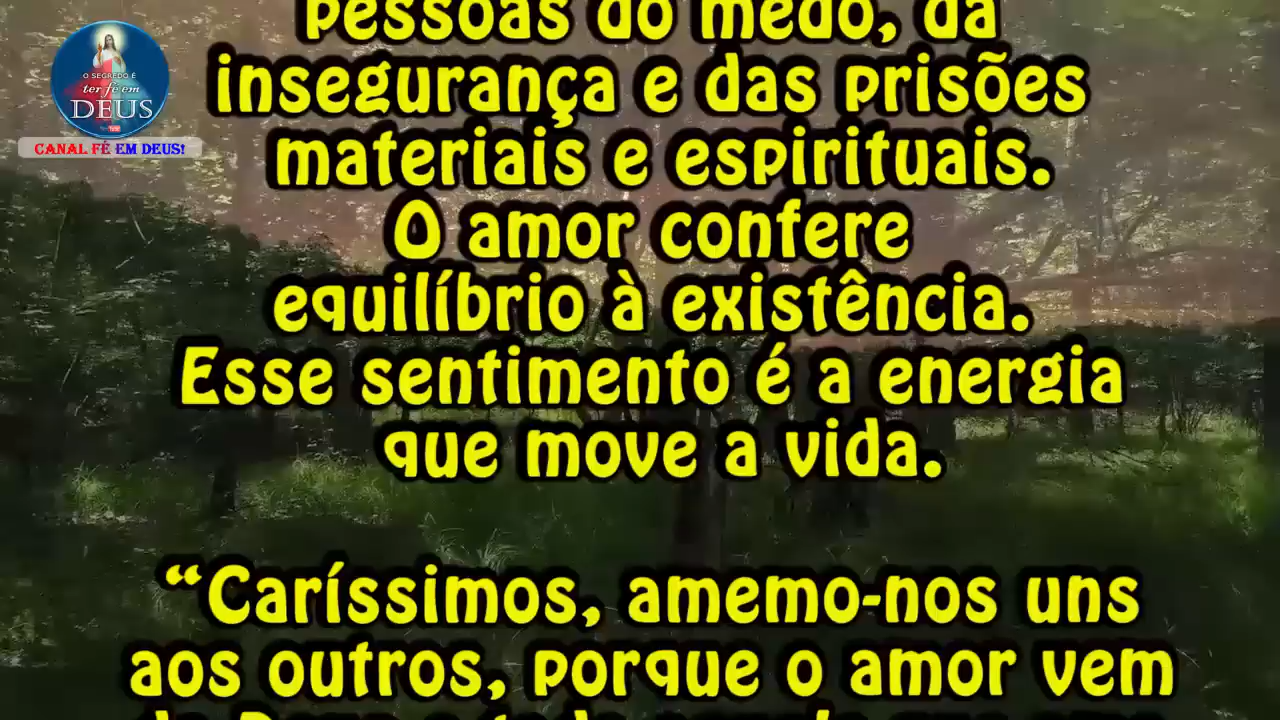 O SEGREDO É
ter fé em
DEUS
CANAL FÉ EM DEUS!
pessoas do medo, da
insegurança e das prisões
materiais e espirituais.
O amor confere
equilíbrio à existência.
Esse sentimento é a energia
que move a vida.
“Caríssimos, amemo-nos uns
aos outros, porque o amor vem